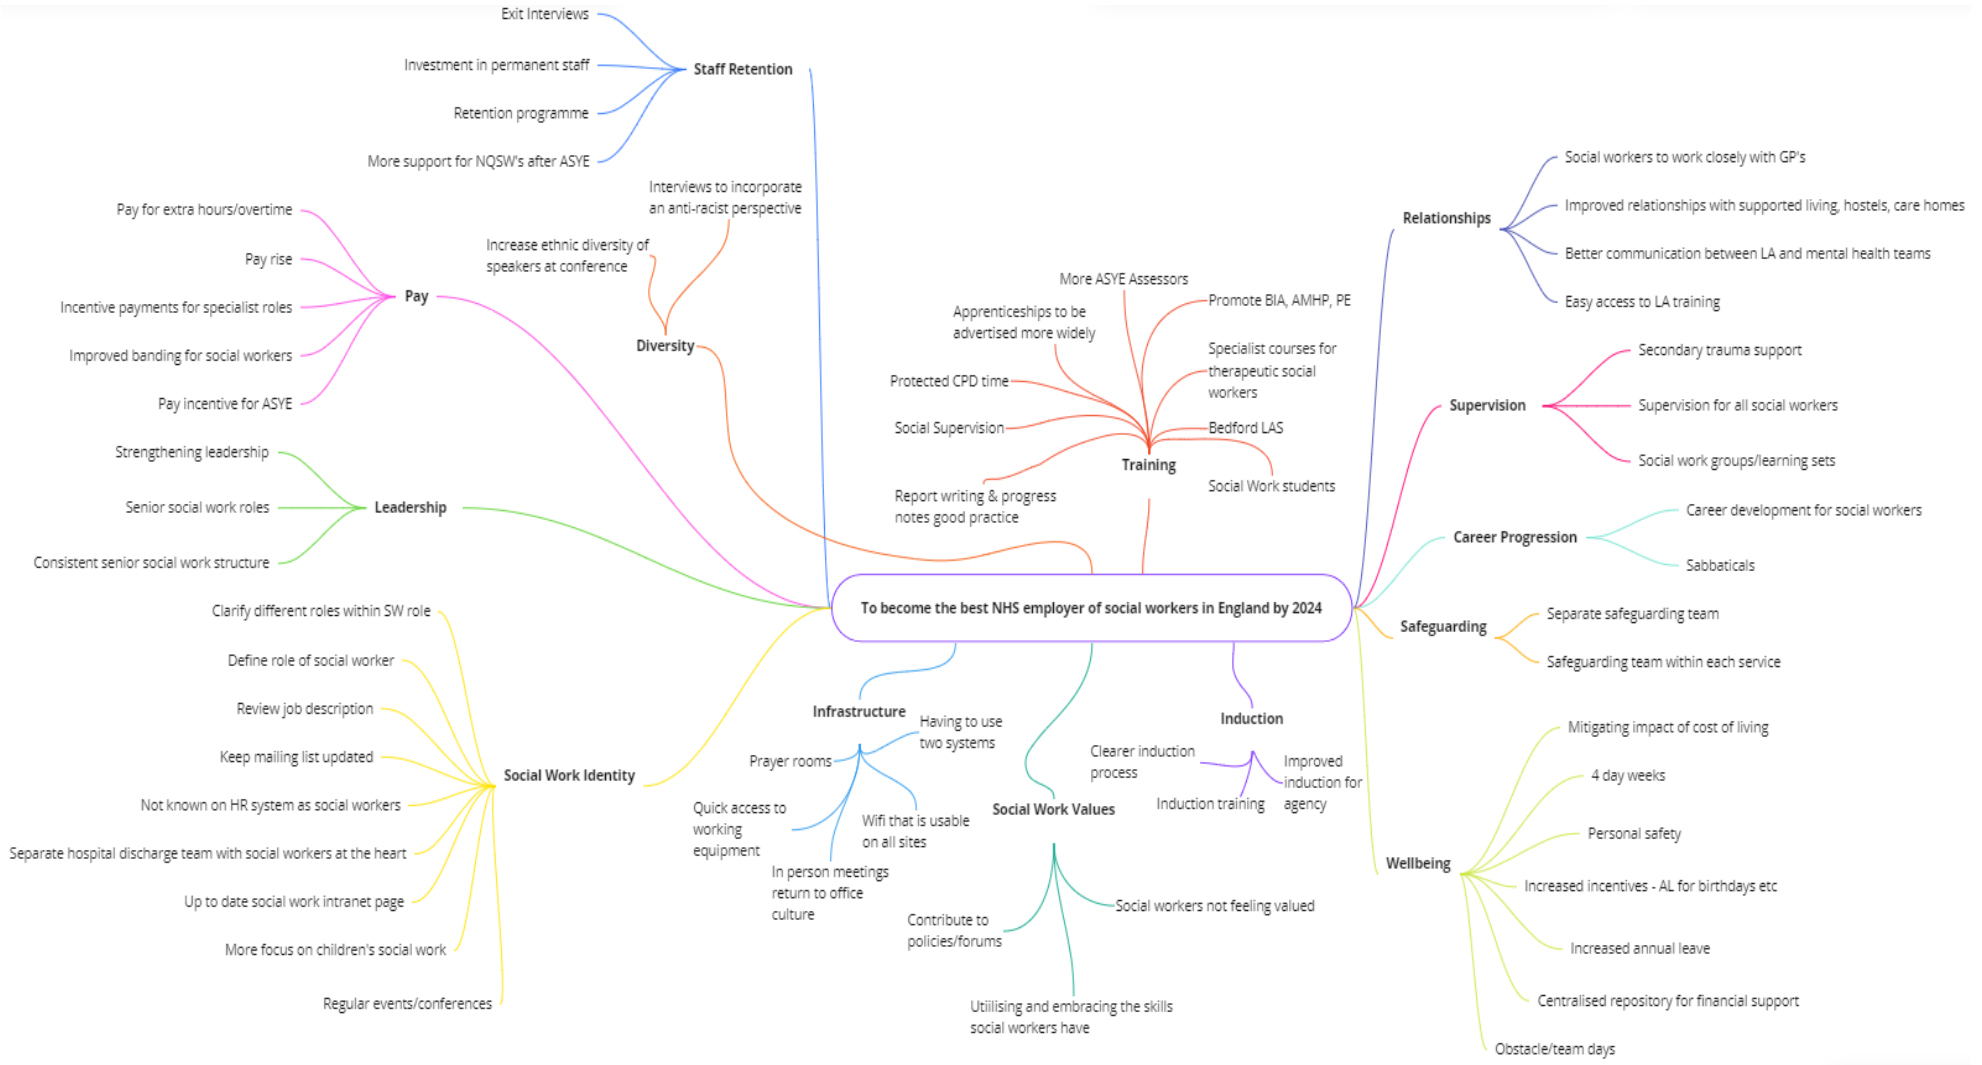 Exit Interviews
Investment in permanent staff
Retention programme
More support for NQSW's after ASYE
Staff Retention
Interviews to incorporate
an anti-racist perspective
Increase ethnic diversity of
speakers at conference
Diversity
Pay for extra hours/overtime
Pay rise
Incentive payments for specialist roles
Improved banding for social workers
Pay incentive for ASYE
Pay
Strengthening leadership
Senior social work roles
Consistent senior social work structure
Leadership
Clarify different roles within SW role
Define role of social worker
Review job description
Keep mailing list updated
Not known on HR system as social workers
Separate hospital discharge team with social workers at the heart
Up to date social work intranet page
More focus on children's social work
Regular events/conferences
Social Work Identity
More ASYE Assessors
Apprenticeships to be
advertised more widely
Protected CPD time
Social Supervision
Report writing & progress
notes good practice
Promote BIA, AMHP, PE
Specialist courses for
therapeutic social
workers
Bedford LAS
Social Work students
Training
To become the best NHS employer of social workers in England by 2024
Infrastructure
Having to use
two systems
Prayer rooms
Quick access to
working
equipment
Wifi that is usable
on all sites
In person meetings
return to office
culture
Social Work Values
Contribute to
policies/forums
Social workers not feeling valued
Utiilising and embracing the skills
social workers have
Induction
Clearer induction
process
Induction training
Improved
induction for
agency
Relationships
Social workers to work closely with GP's
Improved relationships with supported living, hostels, care homes
Better communication between LA and mental health teams
Easy access to LA training
Supervision
Secondary trauma support
Supervision for all social workers
Social work groups/learning sets
Career Progression
Career development for social workers
Sabbaticals
Safeguarding
Separate safeguarding team
Safeguarding team within each service
Wellbeing
Mitigating impact of cost of living
4 day weeks
Personal safety
Increased incentives - AL for birthdays etc
Increased annual leave
Centralised repository for financial support
Obstacle/team days